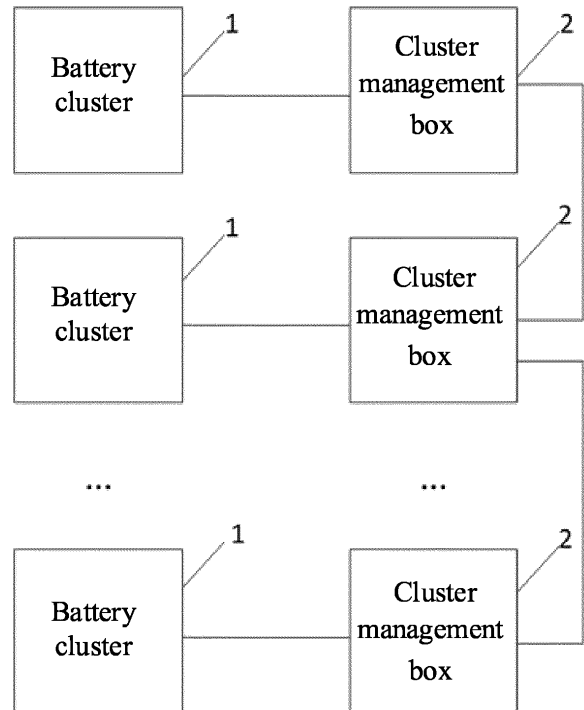 1
2
Battery
cluster
Cluster
management
box
1
2
Battery
cluster
Cluster
management
box
...
...
1
2
Battery
cluster
Cluster
management
box